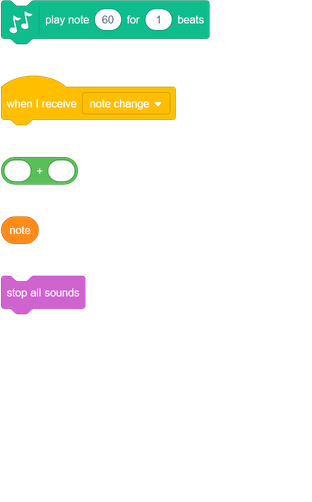 play note 60 for 1 beats
when I receive note change
+
note
stop all sounds